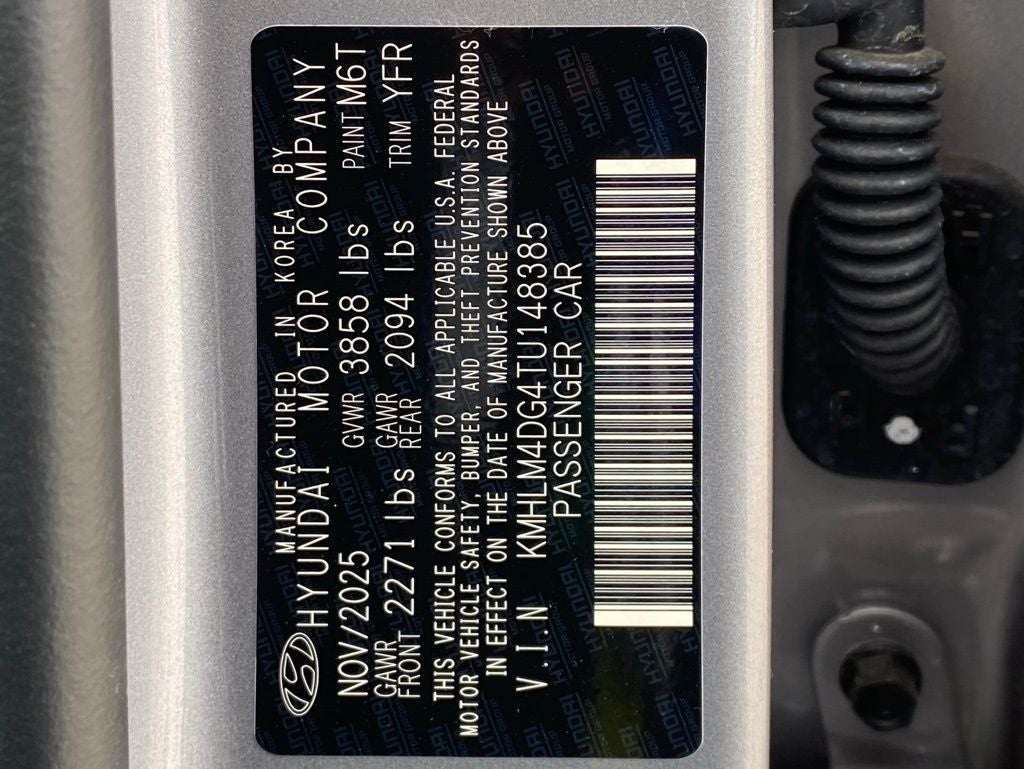 MANUFACTURED IN KOREA BY
HYUNDAI MOTOR COMPANY
NOV/2025 GVWR 3858 lbs PAINT M6T
GAWR FRONT 2271 lbs GAWR REAR 2094 lbs TRIM YFR
THIS VEHICLE CONFORMS TO ALL APPLICABLE U.S.A. FEDERAL
MOTOR VEHICLE SAFETY, BUMPER, AND THEFT PREVENTION STANDARDS
IN EFFECT ON THE DATE OF MANUFACTURE SHOWN ABOVE
V.I.N KMHLM4DG4TU148385
PASSENGER CAR